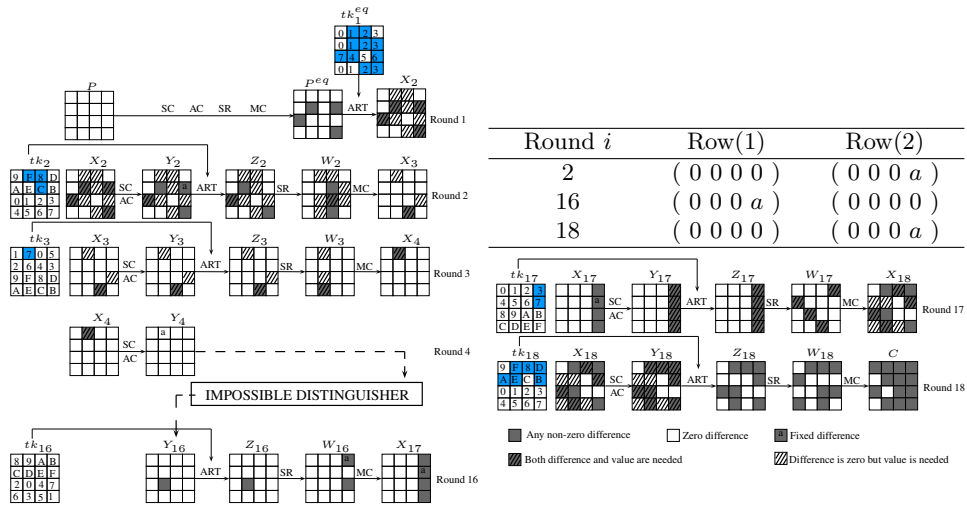 tk_1^{eq}
0 1 2 3
0 1 2 3
7 4 5 6
0 1 2 3
P SC AC SR MC P^{eq} ART X_2
Round 1
tk_2 X_2 Y_2 Z_2 W_2 X_3
9 F 8 D
A E C B
0 1 2 3
4 5 6 7
a
SC AC ART SR MC
Round 2
tk_3 X_3 Y_3 Z_3 W_3 X_4
1 7 0 5
2 6 4 3
9 F 8 D
A E C B
SC AC ART SR MC
Round 3
X_4 Y_4
a
SC AC
Round 4
IMPOSSIBLE DISTINGUISHER
tk_16 Y_16 Z_16 W_16 X_17
8 9 A B
C D E F
2 0 4 7
6 3 5 1
a a
ART SR MC
Round 16
Round i Row(1) Row(2)
2 ( 0 0 0 0 ) ( 0 0 0 a )
16 ( 0 0 0 a ) ( 0 0 0 0 )
18 ( 0 0 0 0 ) ( 0 0 0 a )
tk_17 X_17 Y_17 Z_17 W_17 X_18
0 1 2 3
4 5 6 7
8 9 A B
C D E F
a
SC AC ART SR MC
Round 17
tk_18 X_18 Y_18 Z_18 W_18 C
9 F 8 D
A E C B
0 1 2 3
4 5 6 7
SC AC ART SR MC
Round 18
Any non-zero difference Zero difference a Fixed difference
Both difference and value are needed Difference is zero but value is needed